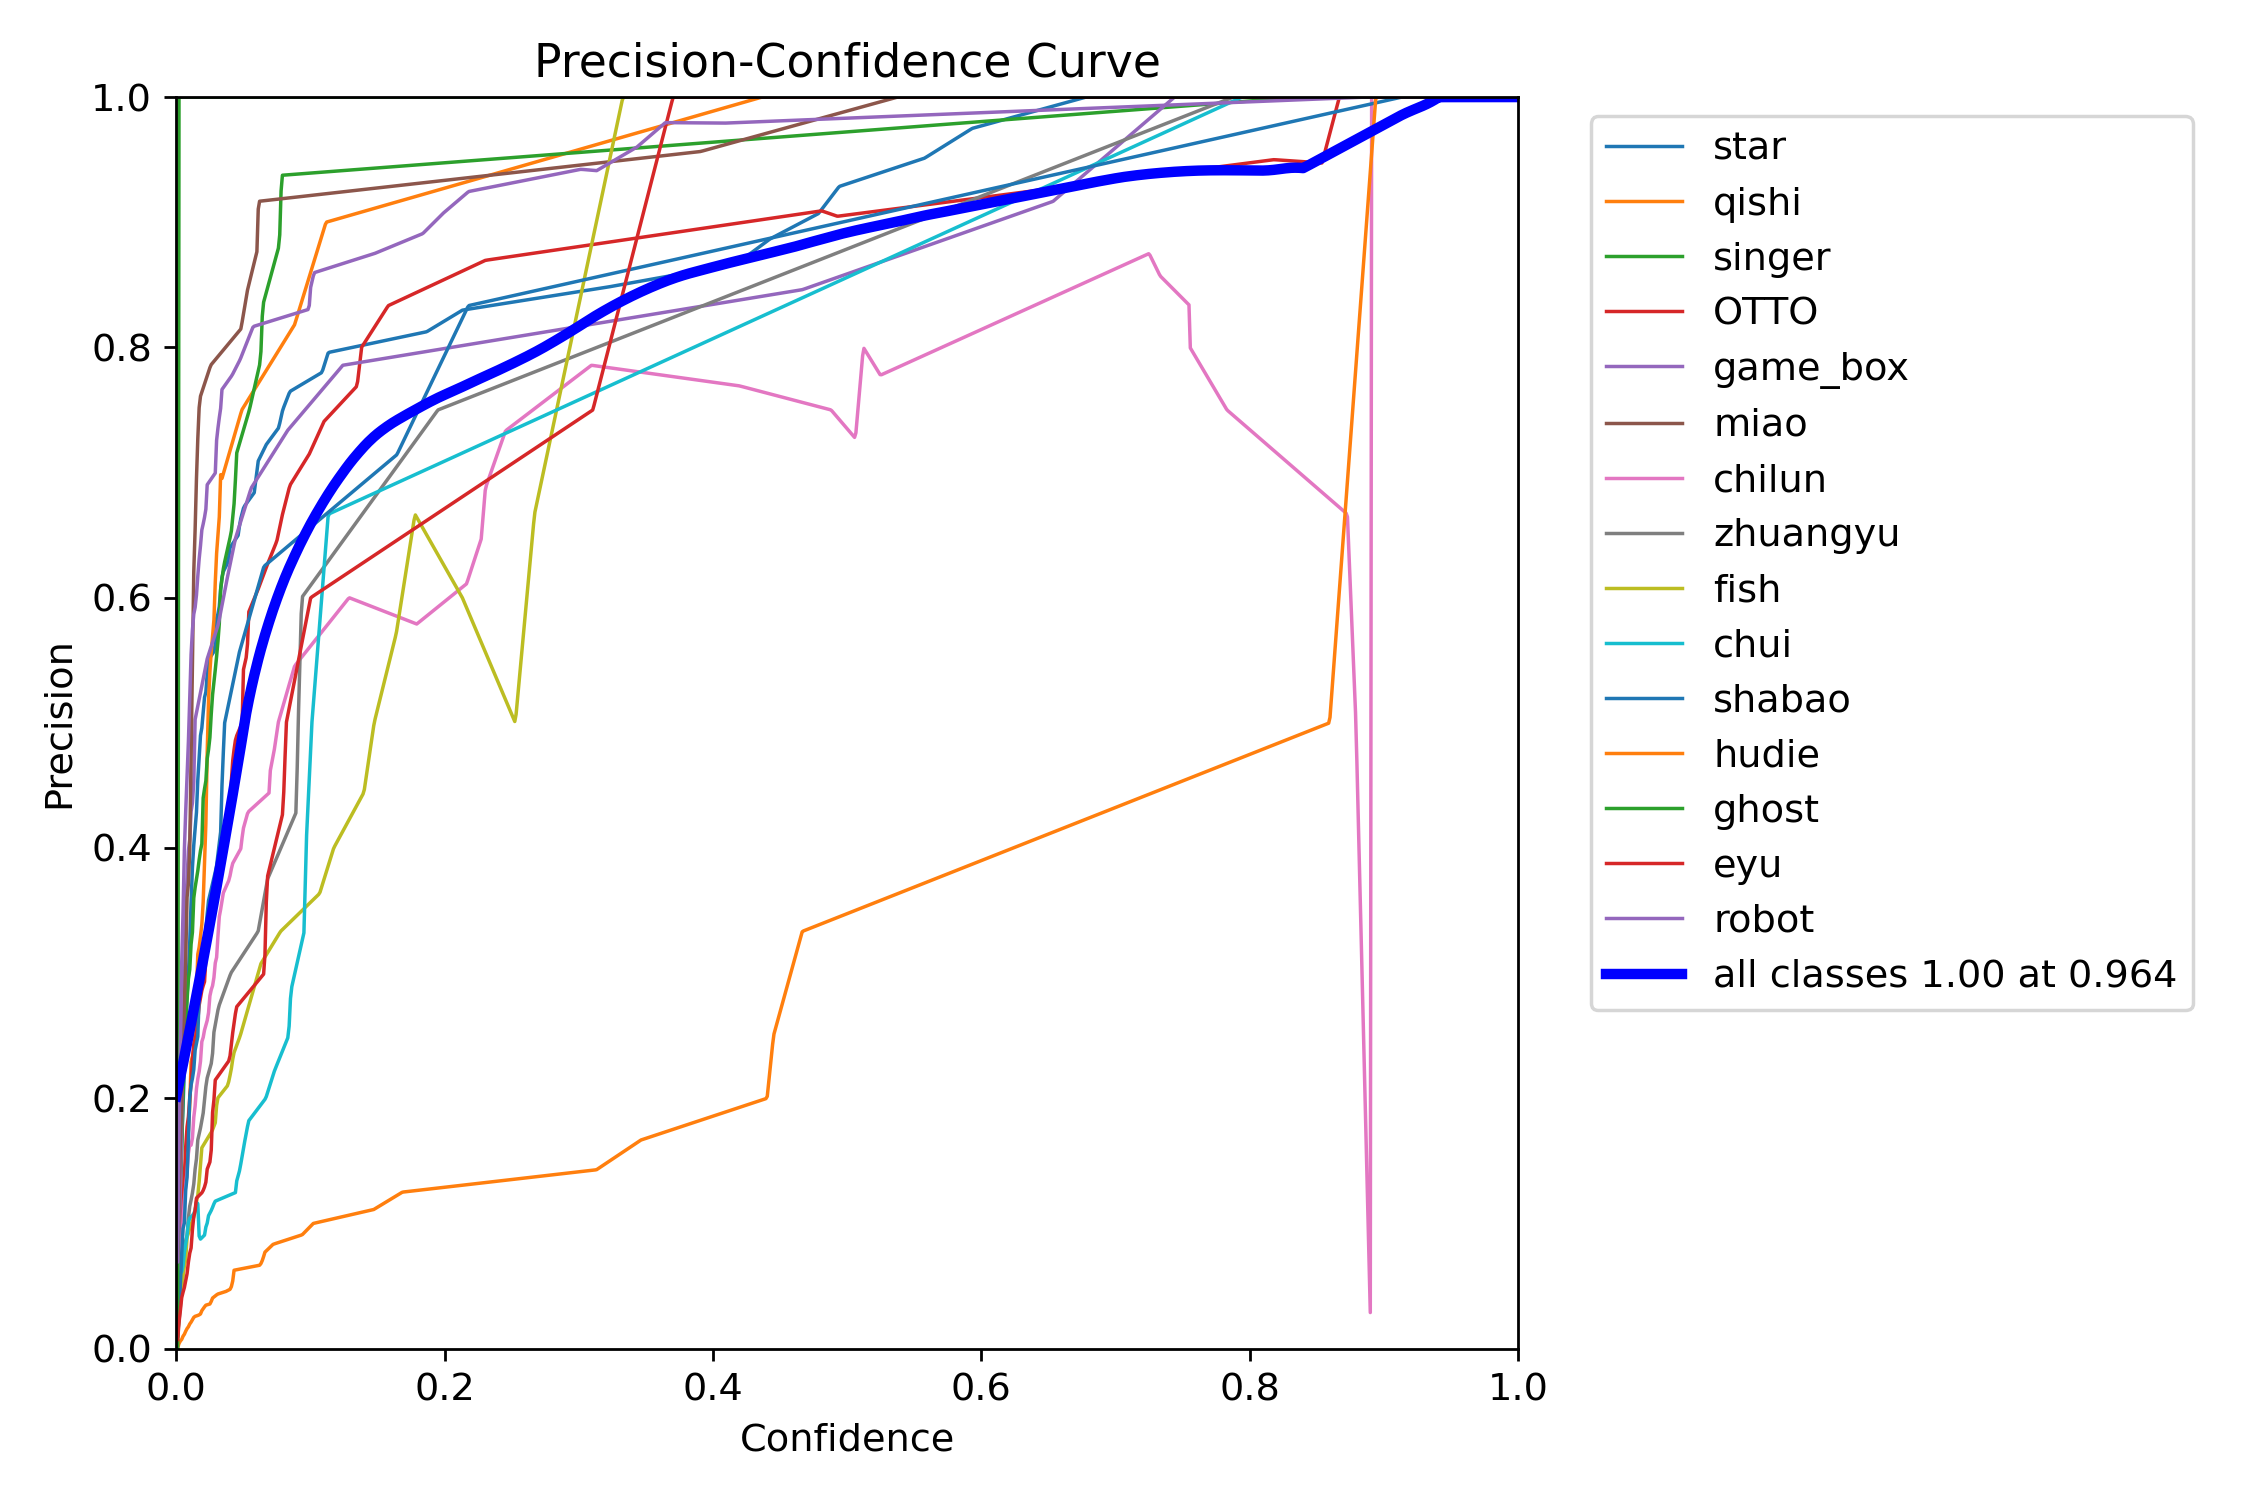 Precision-Confidence Curve
1.0
0.8
0.6
0.4
0.2
0.0
Precision
0.0 0.2 0.4 0.6 0.8 1.0
Confidence
star
qishi
singer
OTTO
game_box
miao
chilun
zhuangyu
fish
chui
shabao
hudie
ghost
eyu
robot
all classes 1.00 at 0.964